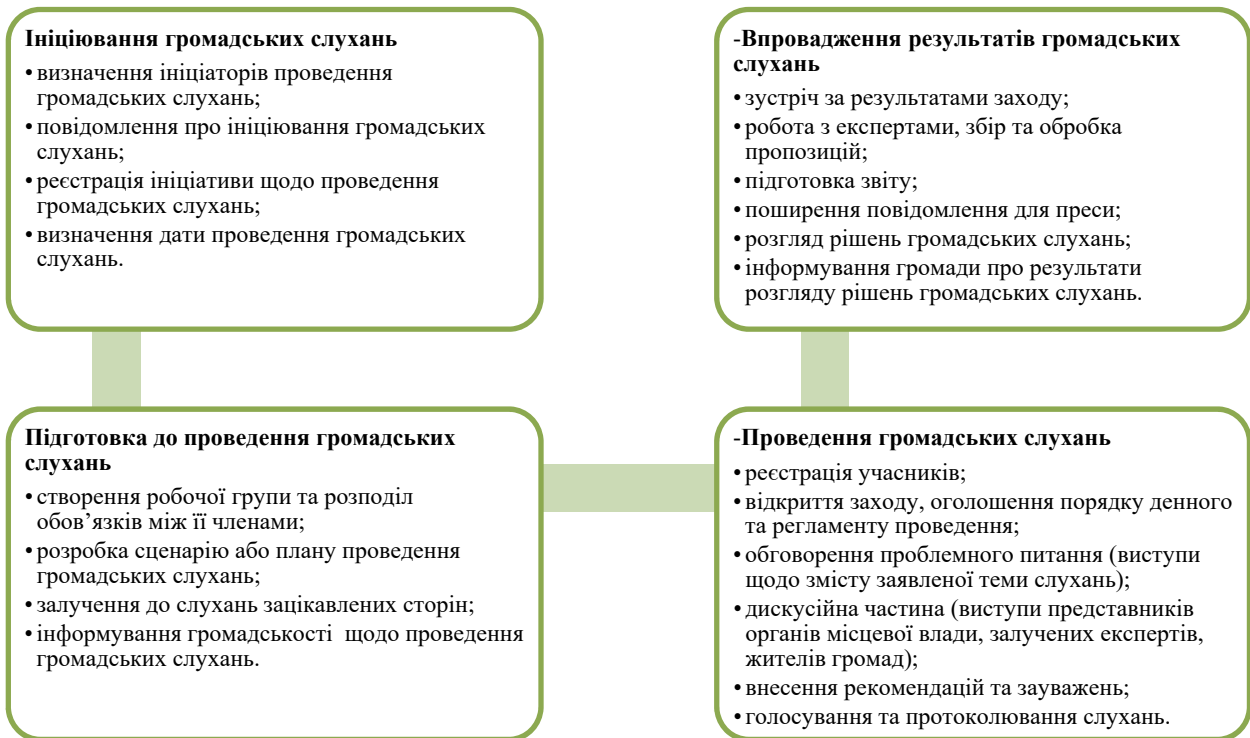 Ініціювання громадських слухань
• визначення ініціаторів проведення
громадських слухань;
• повідомлення про ініціювання громадських
слухань;
• реєстрація ініціативи щодо проведення
громадських слухань;
• визначення дати проведення громадських
слухань.
Підготовка до проведення громадських
слухань
• створення робочої групи та розподіл
обов’язків між її членами;
• розробка сценарію або плану проведення
громадських слухань;
• залучення до слухань зацікавлених сторін;
• інформування громадськості щодо проведення
громадських слухань.
-Проведення громадських слухань
• реєстрація учасників;
• відкриття заходу, оголошення порядку денного
та регламенту проведення;
• обговорення проблемного питання (виступи
щодо змісту заявленої теми слухань);
• дискусійна частина (виступи представників
органів місцевої влади, залучених експертів,
жителів громад);
• внесення рекомендацій та зауважень;
• голосування та протоколювання слухань.
-Впровадження результатів громадських
слухань
• зустріч за результатами заходу;
• робота з експертами, збір та обробка
пропозицій;
• підготовка звіту;
• поширення повідомлення для преси;
• розгляд рішень громадських слухань;
• інформування громади про результати
розгляду рішень громадських слухань.